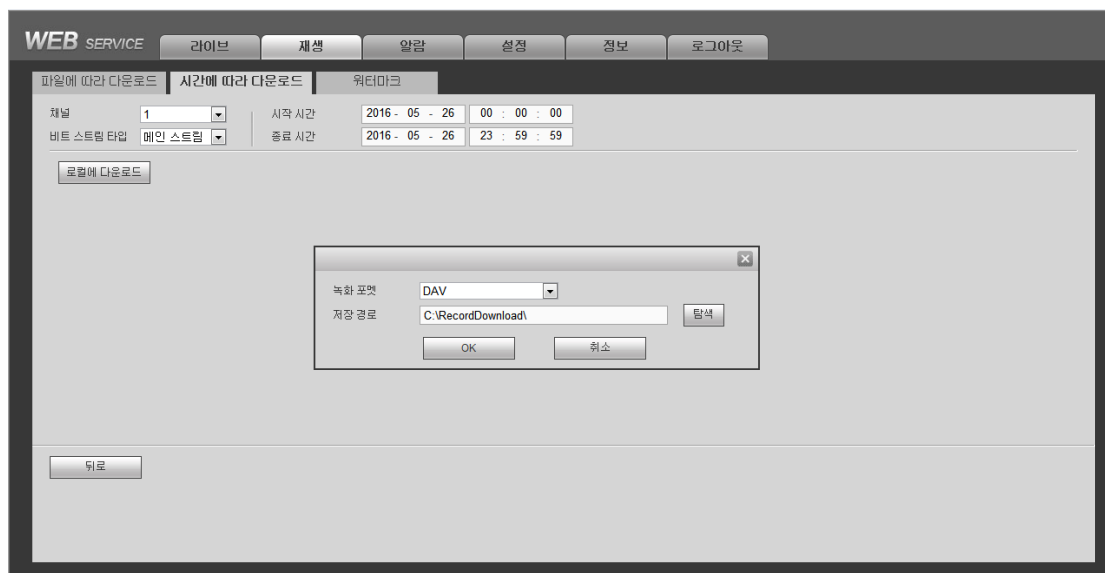 WEB SERVICE 라이브 재생 알람 설정 정보 로그아웃
파일에 따라 다운로드 시간에 따라 다운로드 워터마크
채널 1 시작 시간 2016 - 05 - 26 00 : 00 : 00
비트 스트림 타입 메인 스트림 종료 시간 2016 - 05 - 26 23 : 59 : 59
로컬에 다운로드
녹화 포멧 DAV
저장 경로 C:\RecordDownload\ 탐색
OK 취소
뒤로